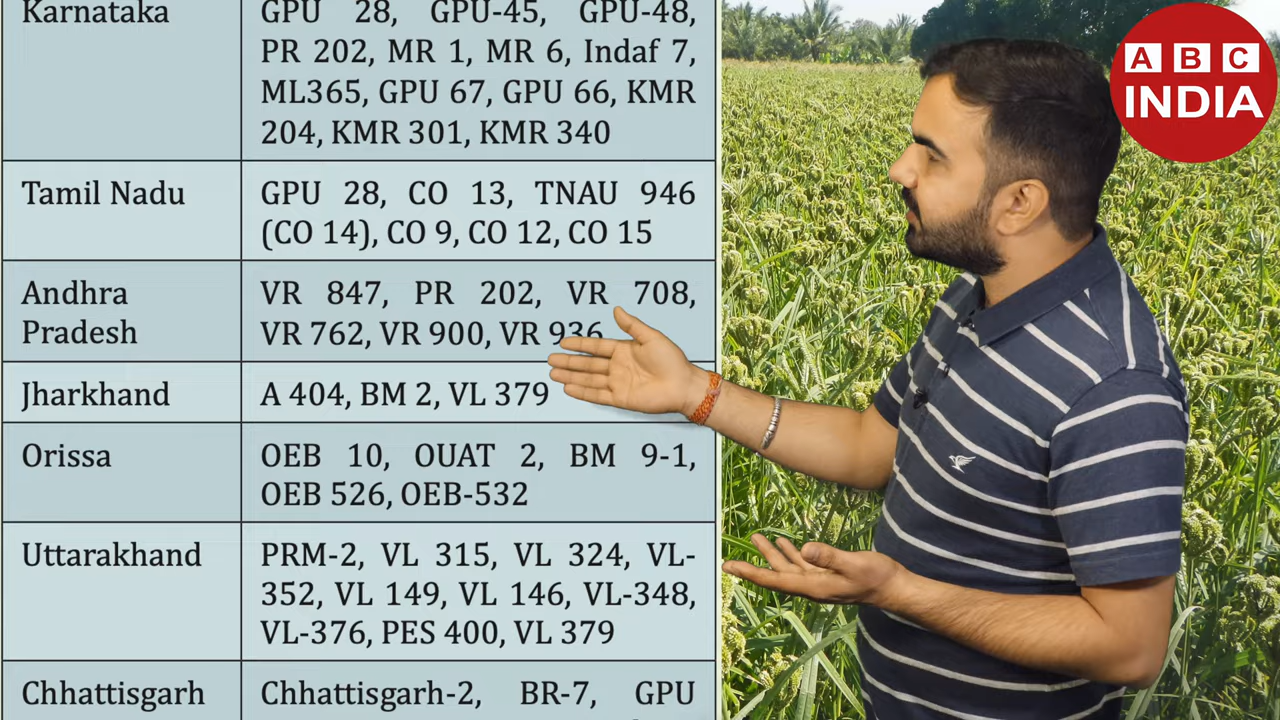 Karnataka
GPU 28, GPU-45, GPU-48,
PR 202, MR 1, MR 6, Indaf 7,
ML365, GPU 67, GPU 66, KMR
204, KMR 301, KMR 340
Tamil Nadu
GPU 28, CO 13, TNAU 946
(CO 14), CO 9, CO 12, CO 15
Andhra
Pradesh
VR 847, PR 202, VR 708,
VR 762, VR 900, VR 936
Jharkhand
A 404, BM 2, VL 379
Orissa
OEB 10, OUAT 2, BM 9-1,
OEB 526, OEB-532
Uttarakhand
PRM-2, VL 315, VL 324, VL-
352, VL 149, VL 146, VL-348,
VL-376, PES 400, VL 379
Chhattisgarh
Chhattisgarh-2, BR-7, GPU
ABC
INDIA